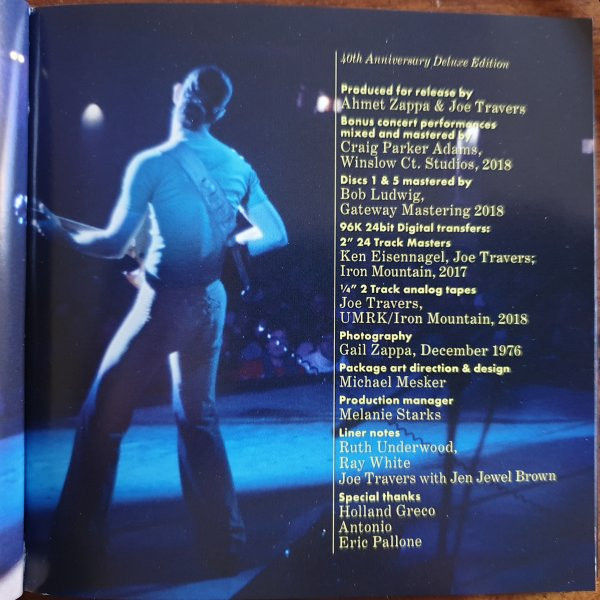 40th Anniversary Deluxe Edition
Produced for release by
Ahmet Zappa & Joe Travers
Bonus concert performances
mixed and mastered by
Craig Parker Adams,
Winslow Ct. Studios, 2018
Discs 1 & 5 mastered by
Bob Ludwig,
Gateway Mastering 2018
96K 24bit Digital transfers:
2” 24 Track Masters
Ken Eisennagel, Joe Travers;
Iron Mountain, 2017
¼” 2 Track analog tapes
Joe Travers,
UMRK/Iron Mountain, 2018
Photography
Gail Zappa, December 1976
Package art direction & design
Michael Mesker
Production manager
Melanie Starks
Liner notes
Ruth Underwood,
Ray White
Joe Travers with Jen Jewel Brown
Special thanks
Holland Greco
Antonio
Eric Pallone